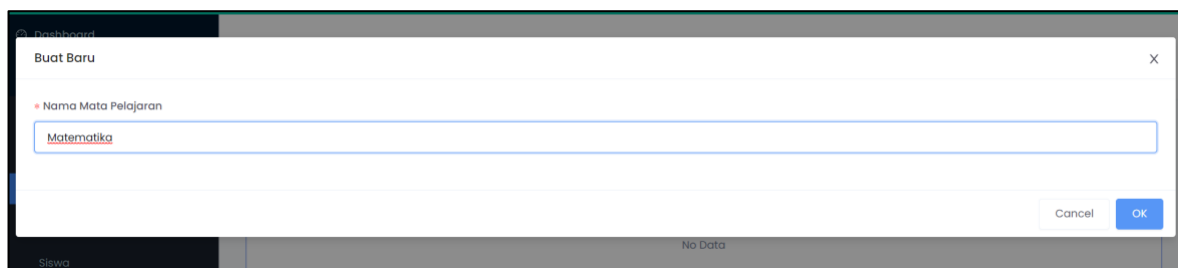 Dashboard
Buat Baru
X
* Nama Mata Pelajaran
Matematika
Cancel
OK
No Data
Siswa